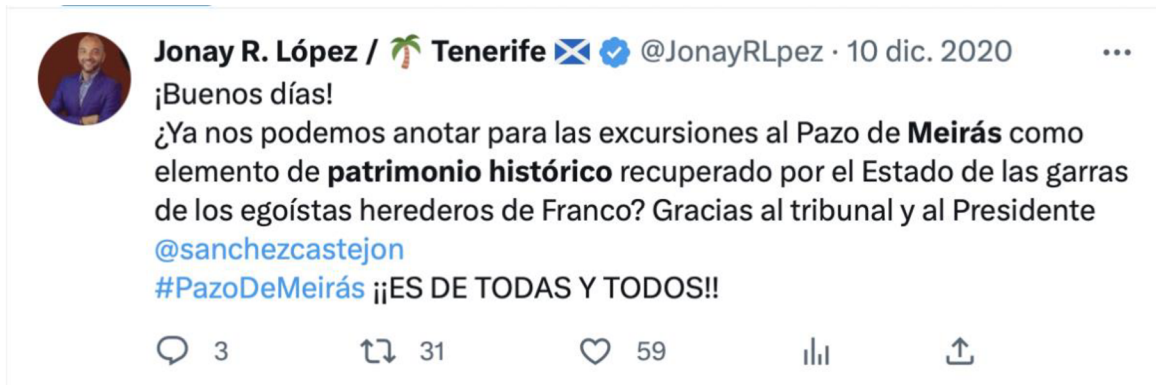 Jonay R. López / 🌴 Tenerife 🏴󠁧󠁢󠁳󠁣󠁴󠁿 @JonayRLpez · 10 dic. 2020
¡Buenos días!
¿Ya nos podemos anotar para las excursiones al Pazo de Meirás como
elemento de patrimonio histórico recuperado por el Estado de las garras
de los egoístas herederos de Franco? Gracias al tribunal y al Presidente
@sanchezcastejon
#PazoDeMeirás ¡¡ES DE TODAS Y TODOS!!
3 31 59